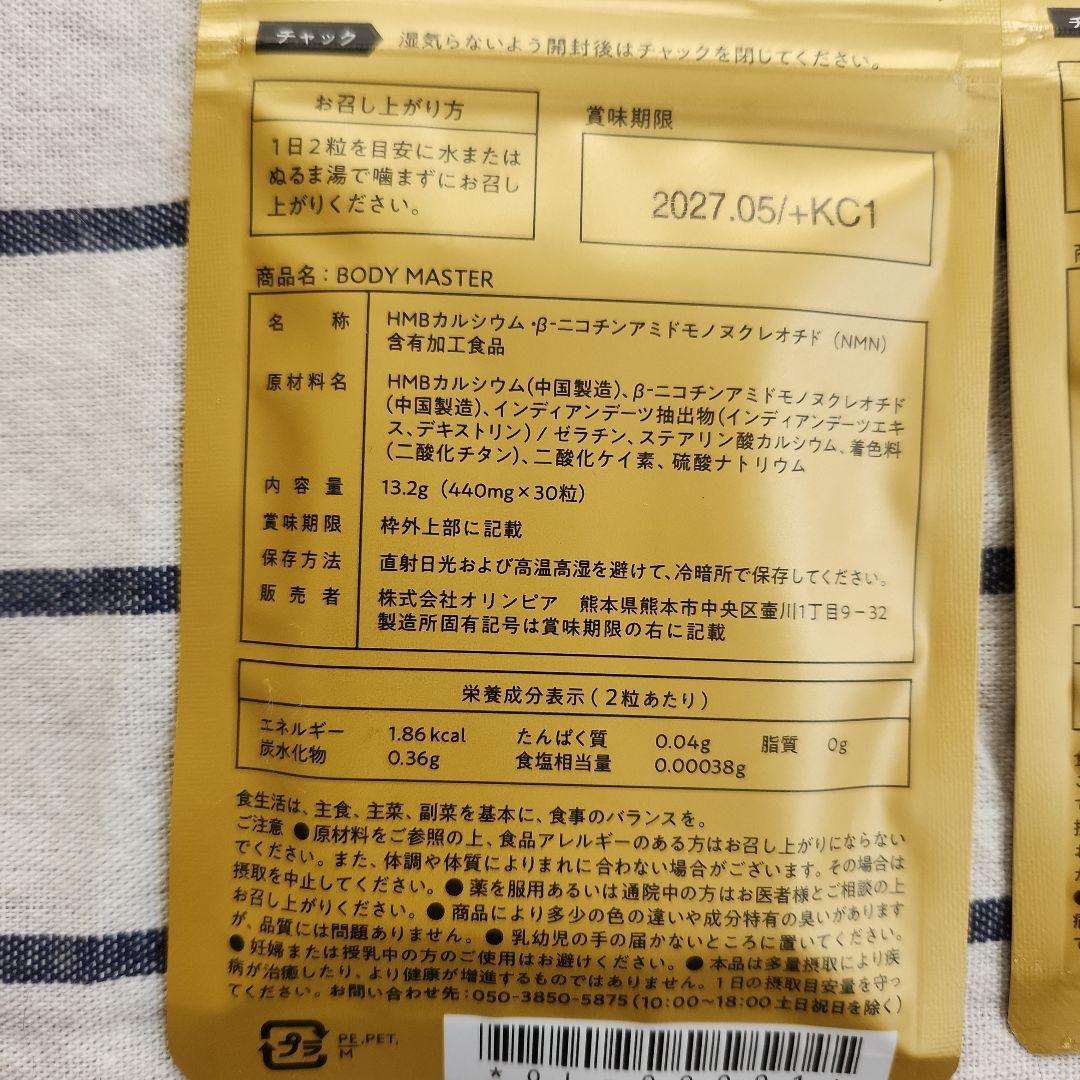 チャック 湿気らないよう開封後はチャックを閉じてください。
お召し上がり方
1日2粒を目安に水または
ぬるま湯で噛まずにお召し
上がりください。
賞味期限
2027.05/+KC1
商品名：BODY MASTER
名 称 HMBカルシウム・β-ニコチンアミドモノヌクレオチド（NMN）
含有加工食品
原材料名 HMBカルシウム(中国製造)、β-ニコチンアミドモノヌクレオチド
(中国製造)、インディアンデーツ抽出物(インディアンデーツエキ
ス、デキストリン) / ゼラチン、ステアリン酸カルシウム、着色料
(二酸化チタン)、二酸化ケイ素、硫酸ナトリウム
内容量 13.2g（440mg×30粒）
賞味期限 枠外上部に記載
保存方法 直射日光および高温高湿を避けて、冷暗所で保存してください。
販売者 株式会社オリンピア 熊本県熊本市中央区壷川1丁目9－32
製造所固有記号は賞味期限の右に記載
栄養成分表示(2粒あたり)
エネルギー 1.86kcal たんぱく質 0.04g 脂質 0g
炭水化物 0.36g 食塩相当量 0.00038g
食生活は、主食、主菜、副菜を基本に、食事のバランスを。
ご注意 ●原材料をご参照の上、食品アレルギーのある方はお召し上がりにならない
でください。また、体調や体質によりまれに合わない場合がございます。その場合は
摂取を中止してください。●薬を服用あるいは通院中の方はお医者様とご相談の上
お召し上がりください。●商品により多少の色の違いや成分特有の臭いがあります
が、品質には問題ありません。●乳幼児の手の届かないところに置いてください。
●妊婦または授乳中の方のご使用はお避けください。●本品は多量摂取により疾
病が治癒したり、より健康が増進するものではありません。1日の摂取目安量を守っ
てください。お問い合わせ先：050-3850-5875(10:00～18:00土日祝日を除く)
プラ PE,PET,
M